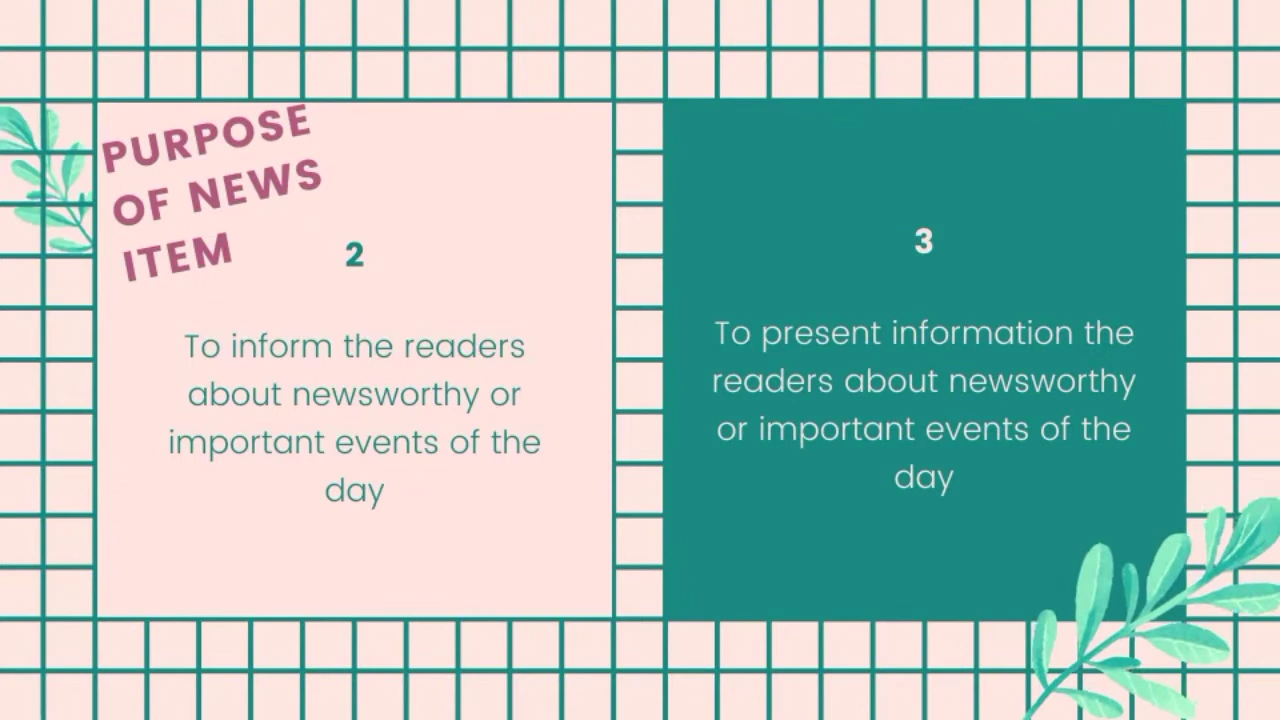 PURPOSE
OF NEWS
ITEM
2
To inform the readers
about newsworthy or
important events of the
day
3
To present information the
readers about newsworthy
or important events of the
day